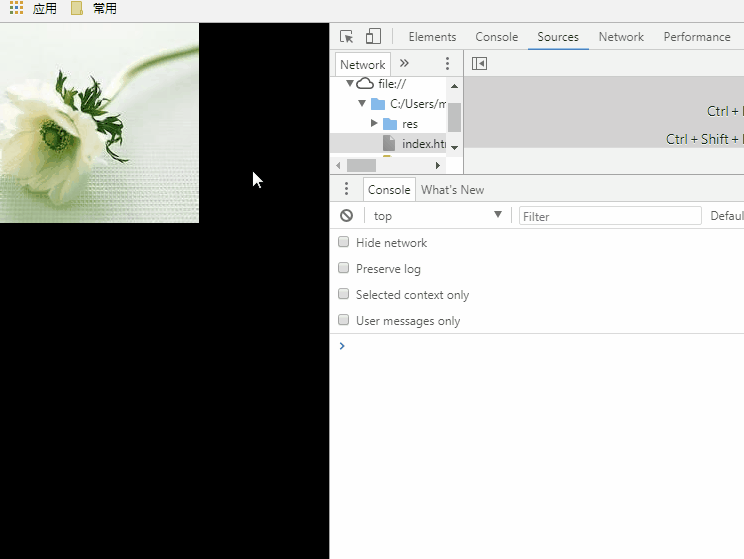 应用 常用
Elements Console Sources Network Performance
Network
file://
C:/Users/m
Ctrl +
res
Ctrl + Shift +
index.htm
Console What's New
top Filter Defaul
Hide network
Preserve log
Selected context only
User messages only